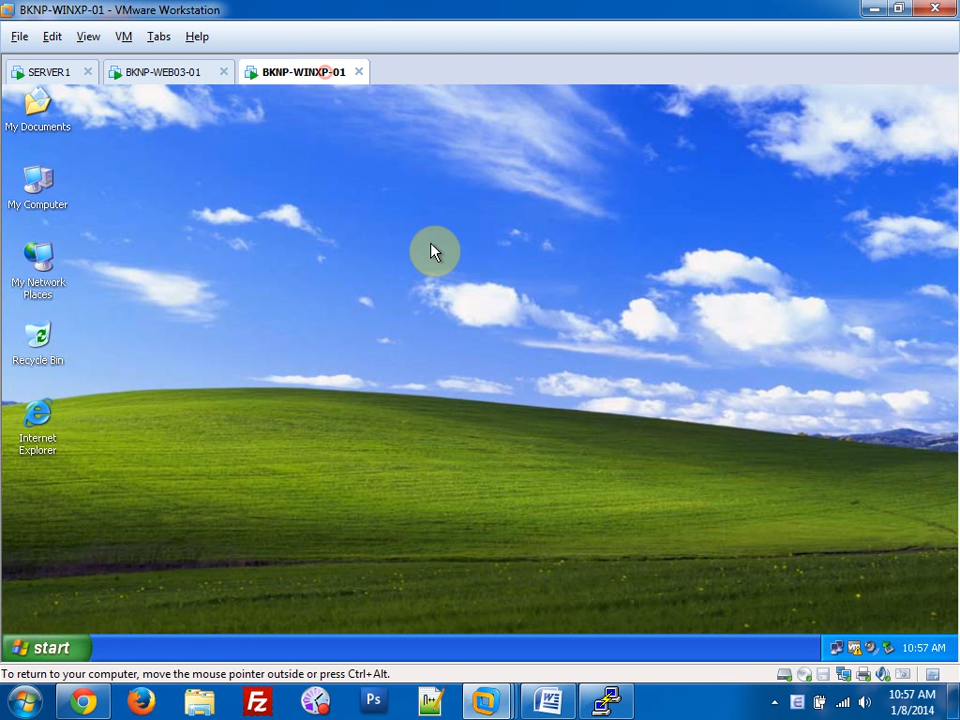 BKNP-WINXP-01 - VMware Workstation
File Edit View VM Tabs Help
SERVER1 BKNP-WEB03-01 BKNP-WINXP-01
My Documents
My Computer
My Network
Places
Recycle Bin
Internet
Explorer
start 10:57 AM
To return to your computer, move the mouse pointer outside or press Ctrl+Alt.
Fz Ps W E 10:57 AM
1/8/2014